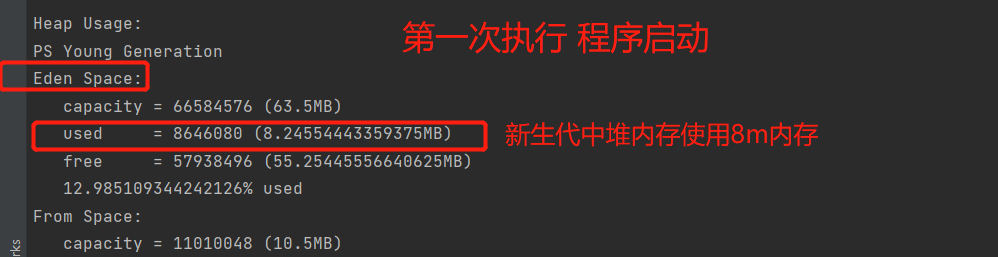 Heap Usage:
第一次执行 程序启动
PS Young Generation
Eden Space:
capacity = 66584576 (63.5MB)
used = 8646080 (8.24554443359375MB)
新生代中堆内存使用8m内存
free = 57938496 (55.25445556640625MB)
12.985109344242126% used
From Space:
capacity = 11010048 (10.5MB)
rks